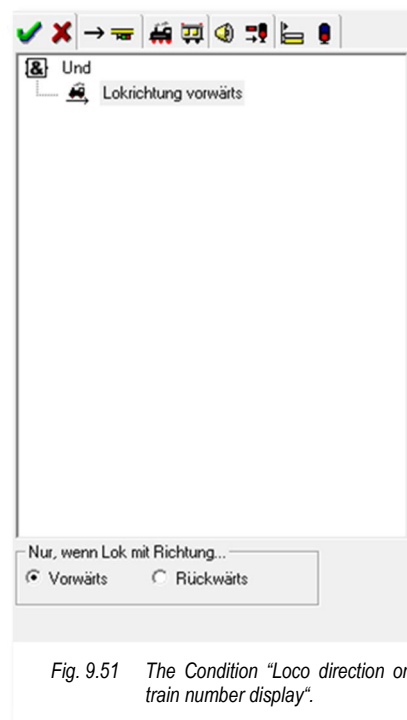 & Und
Lokrichtung vorwärts
Nur, wenn Lok mit Richtung...
Vorwärts Rückwärts
Fig. 9.51 The Condition “Loco direction on
train number display“.